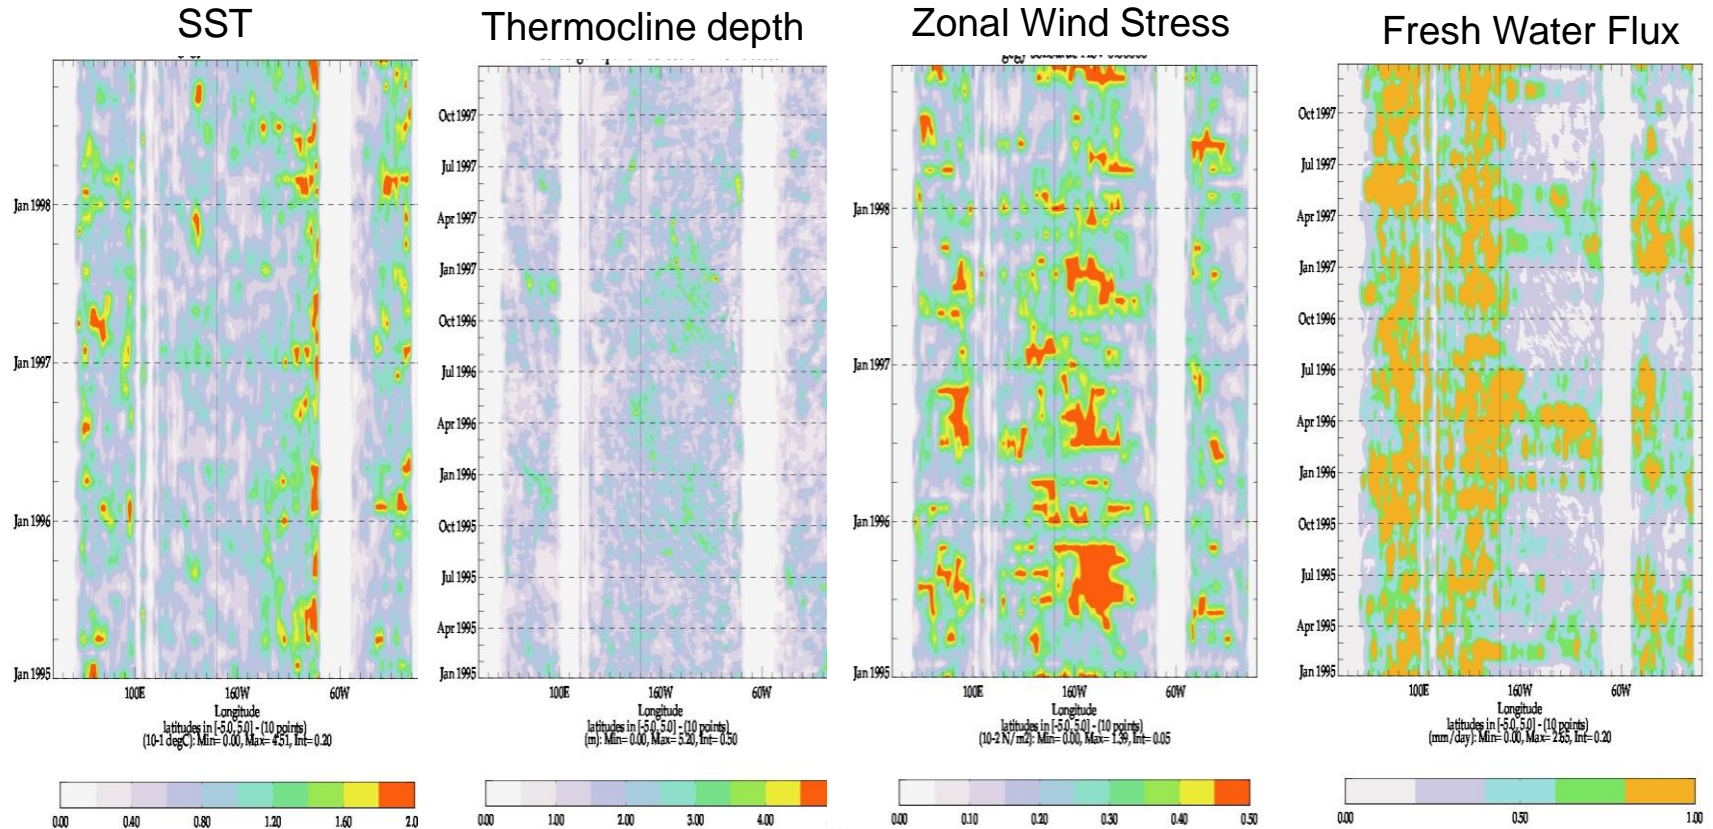 SST
Oct 1997
Jul 1997
Jan 1998
Apr 1997
Jan 1997
Oct 1996
Jan 1997
Jul 1996
Apr 1996
Jan 1996
Jan 1996
Oct 1995
Jul 1995
Apr 1995
Jan 1995
Jan 1995
100E 160W 60W
Longitude
latitudes in [-5.0, 5.0] - (10 points)
(10-1 degC): Min= 0.00, Max= 4.51, Int= 0.20
0.00 0.40 0.80 1.20 1.60 2.0
Thermocline depth
100E 160W 60W
Longitude
latitudes in [-5.0, 5.0] - (10 points)
(m): Min= 0.00, Max= 5.20, Int= 0.50
0.00 1.00 2.00 3.00 4.00
Zonal Wind Stress
Jan 1998
Jan 1997
Jan 1996
Jan 1995
100E 160W 60W
Longitude
latitudes in [-5.0, 5.0] - (10 points)
(10-2 N/m2): Min= 0.00, Max= 1.39, Int= 0.05
0.00 0.10 0.20 0.30 0.40 0.50
Fresh Water Flux
Oct 1997
Jul 1997
Apr 1997
Jan 1997
Oct 1996
Jul 1996
Apr 1996
Jan 1996
Oct 1995
Jul 1995
Apr 1995
Jan 1995
100E 160W 60W
Longitude
latitudes in [-5.0, 5.0] - (10 points)
(mm/day): Min= 0.00, Max= 2.65, Int= 0.20
0.00 0.50 1.00